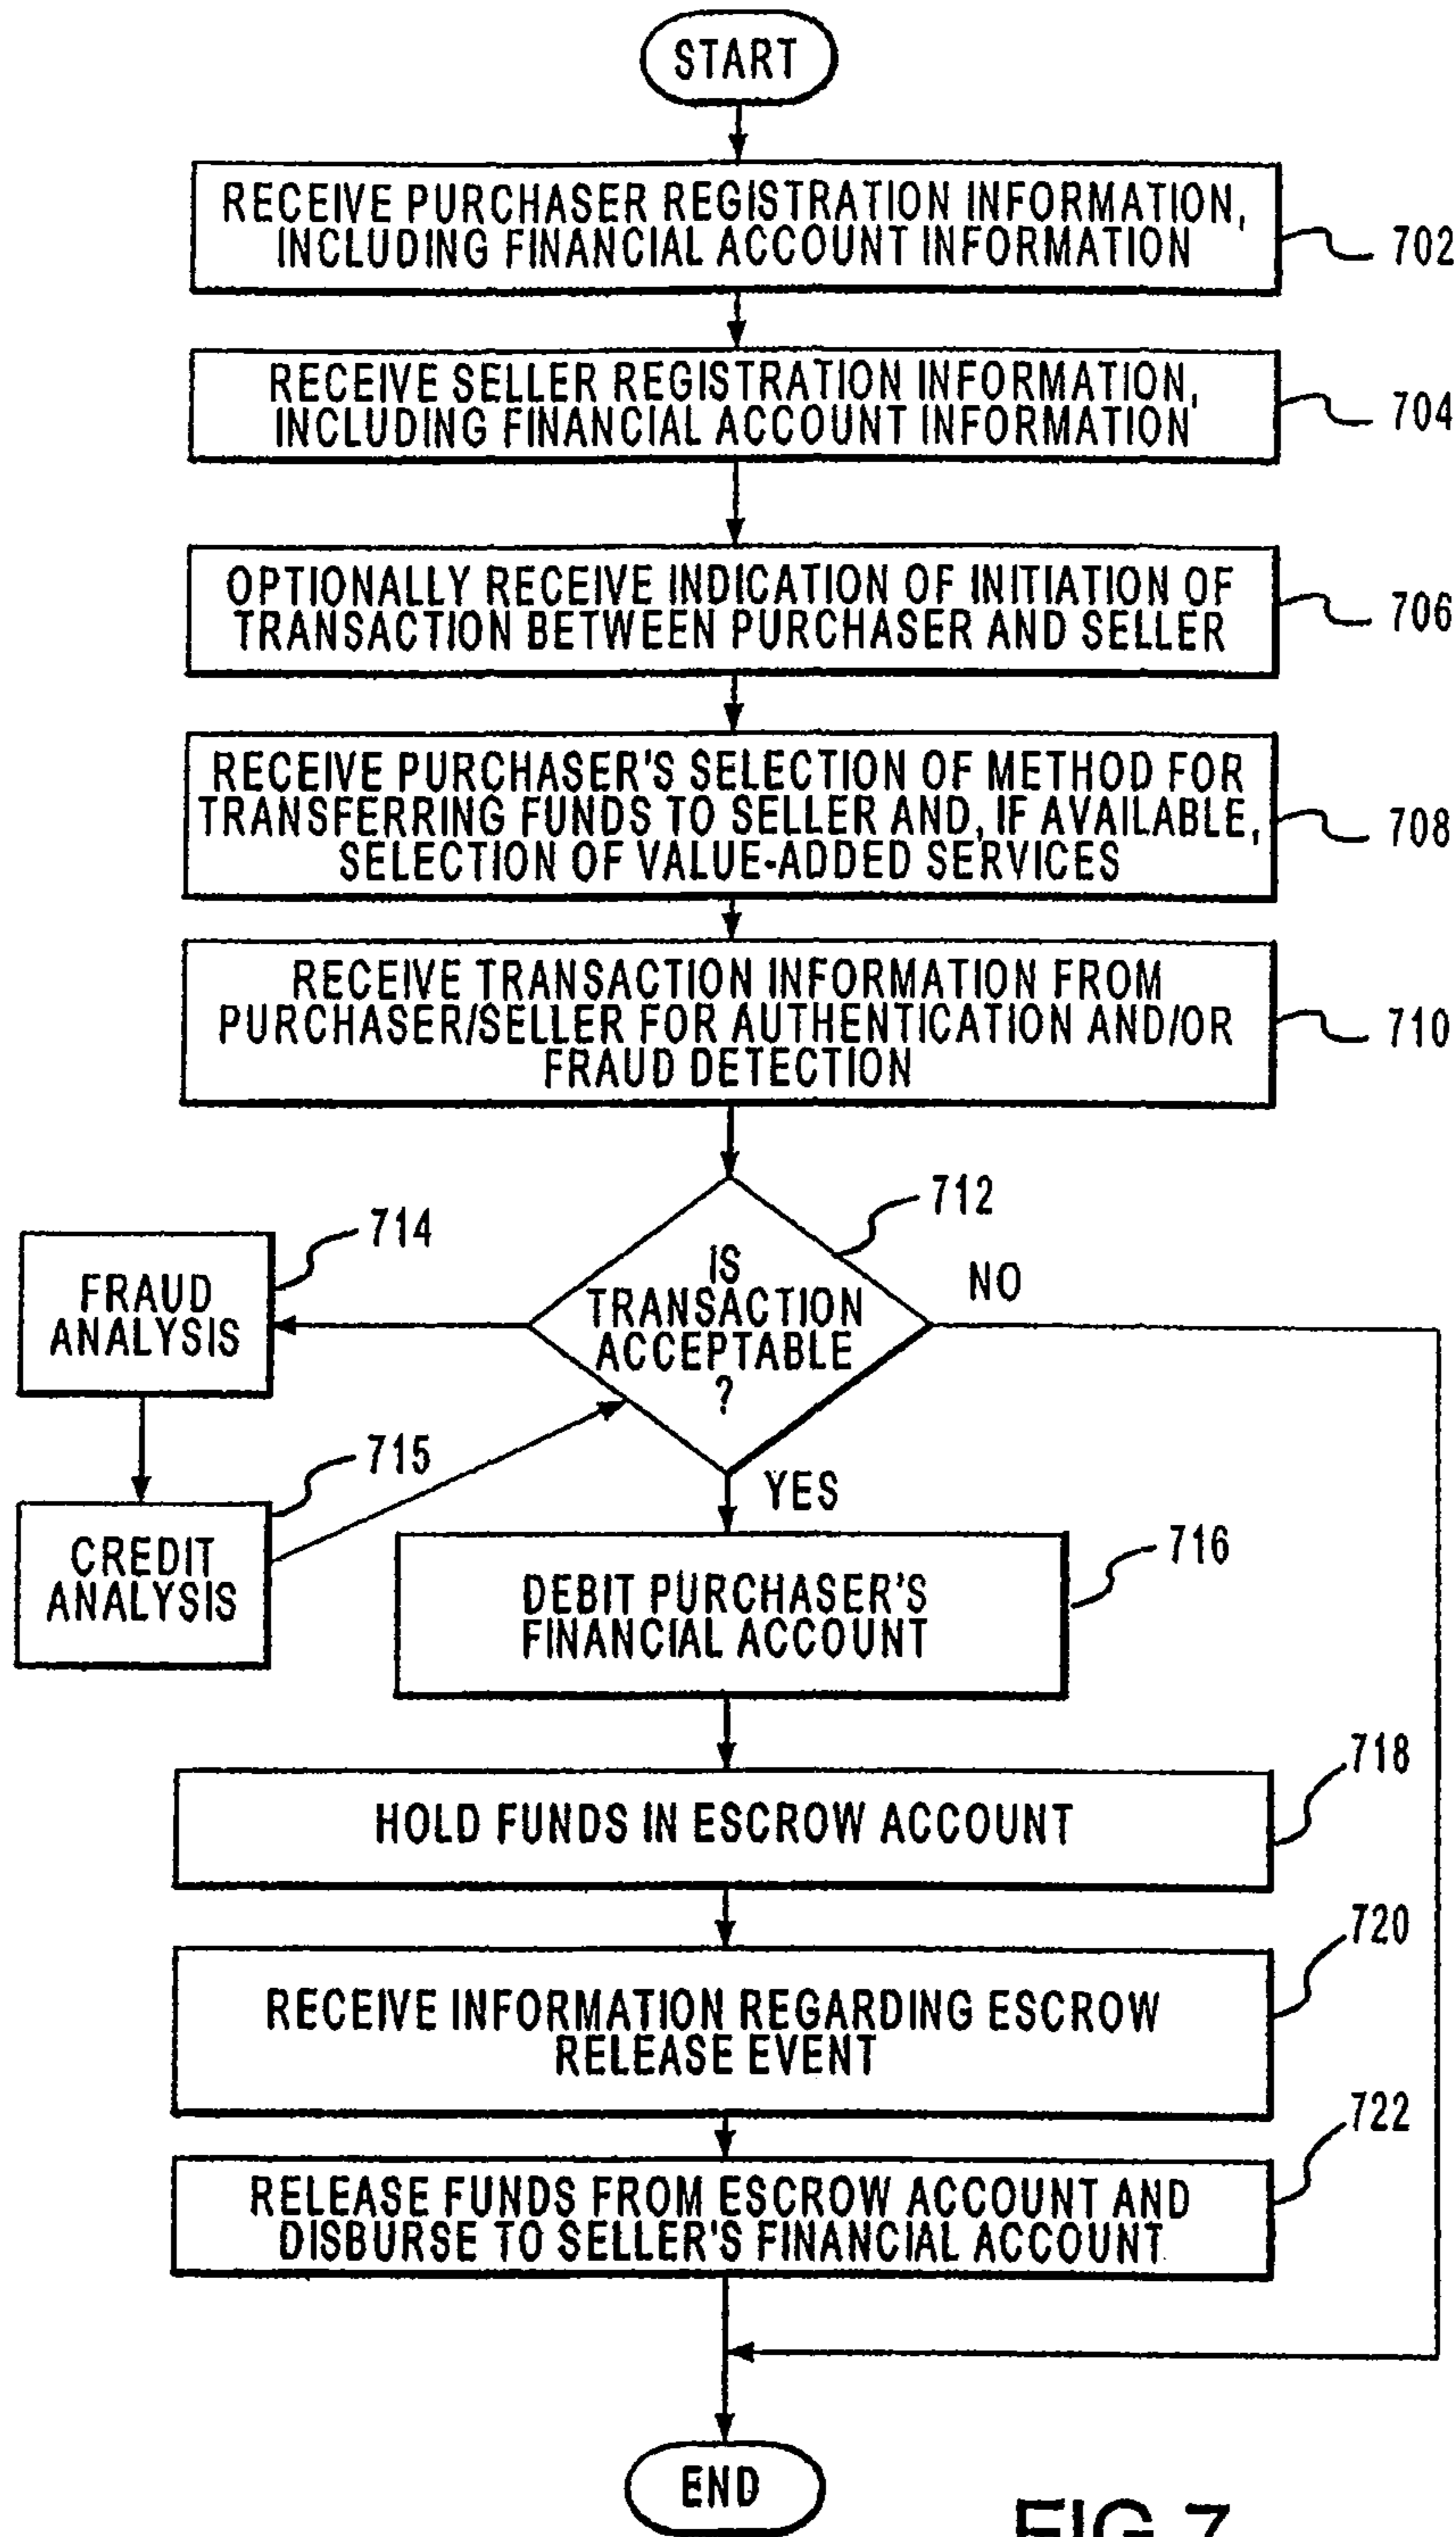 START
RECEIVE PURCHASER REGISTRATION INFORMATION,
INCLUDING FINANCIAL ACCOUNT INFORMATION
702
RECEIVE SELLER REGISTRATION INFORMATION,
INCLUDING FINANCIAL ACCOUNT INFORMATION
704
OPTIONALLY RECEIVE INDICATION OF INITIATION OF
TRANSACTION BETWEEN PURCHASER AND SELLER
706
RECEIVE PURCHASER'S SELECTION OF METHOD FOR
TRANSFERRING FUNDS TO SELLER AND, IF AVAILABLE,
SELECTION OF VALUE-ADDED SERVICES
708
RECEIVE TRANSACTION INFORMATION FROM
PURCHASER/SELLER FOR AUTHENTICATION AND/OR
FRAUD DETECTION
710
712
IS
TRANSACTION
ACCEPTABLE
?
NO
714
FRAUD
ANALYSIS
715
CREDIT
ANALYSIS
YES
716
DEBIT PURCHASER'S
FINANCIAL ACCOUNT
718
HOLD FUNDS IN ESCROW ACCOUNT
720
RECEIVE INFORMATION REGARDING ESCROW
RELEASE EVENT
722
RELEASE FUNDS FROM ESCROW ACCOUNT AND
DISBURSE TO SELLER'S FINANCIAL ACCOUNT
END
FIG.7